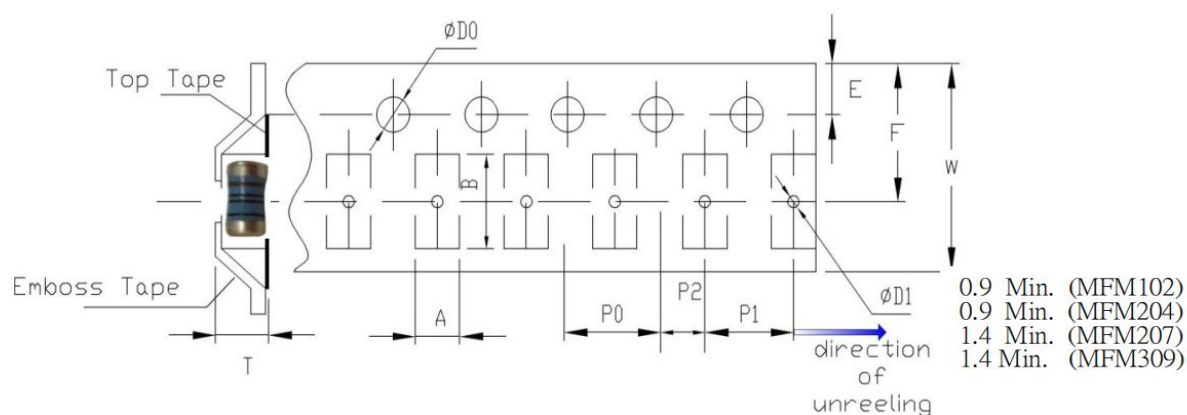 ØD0
Top Tape
E
F
W
B
Emboss Tape
A
T
P0
P2
P1
ØD1
direction
of
unreeling
0.9 Min. (MFM102)
0.9 Min. (MFM204)
1.4 Min. (MFM207)
1.4 Min. (MFM309)